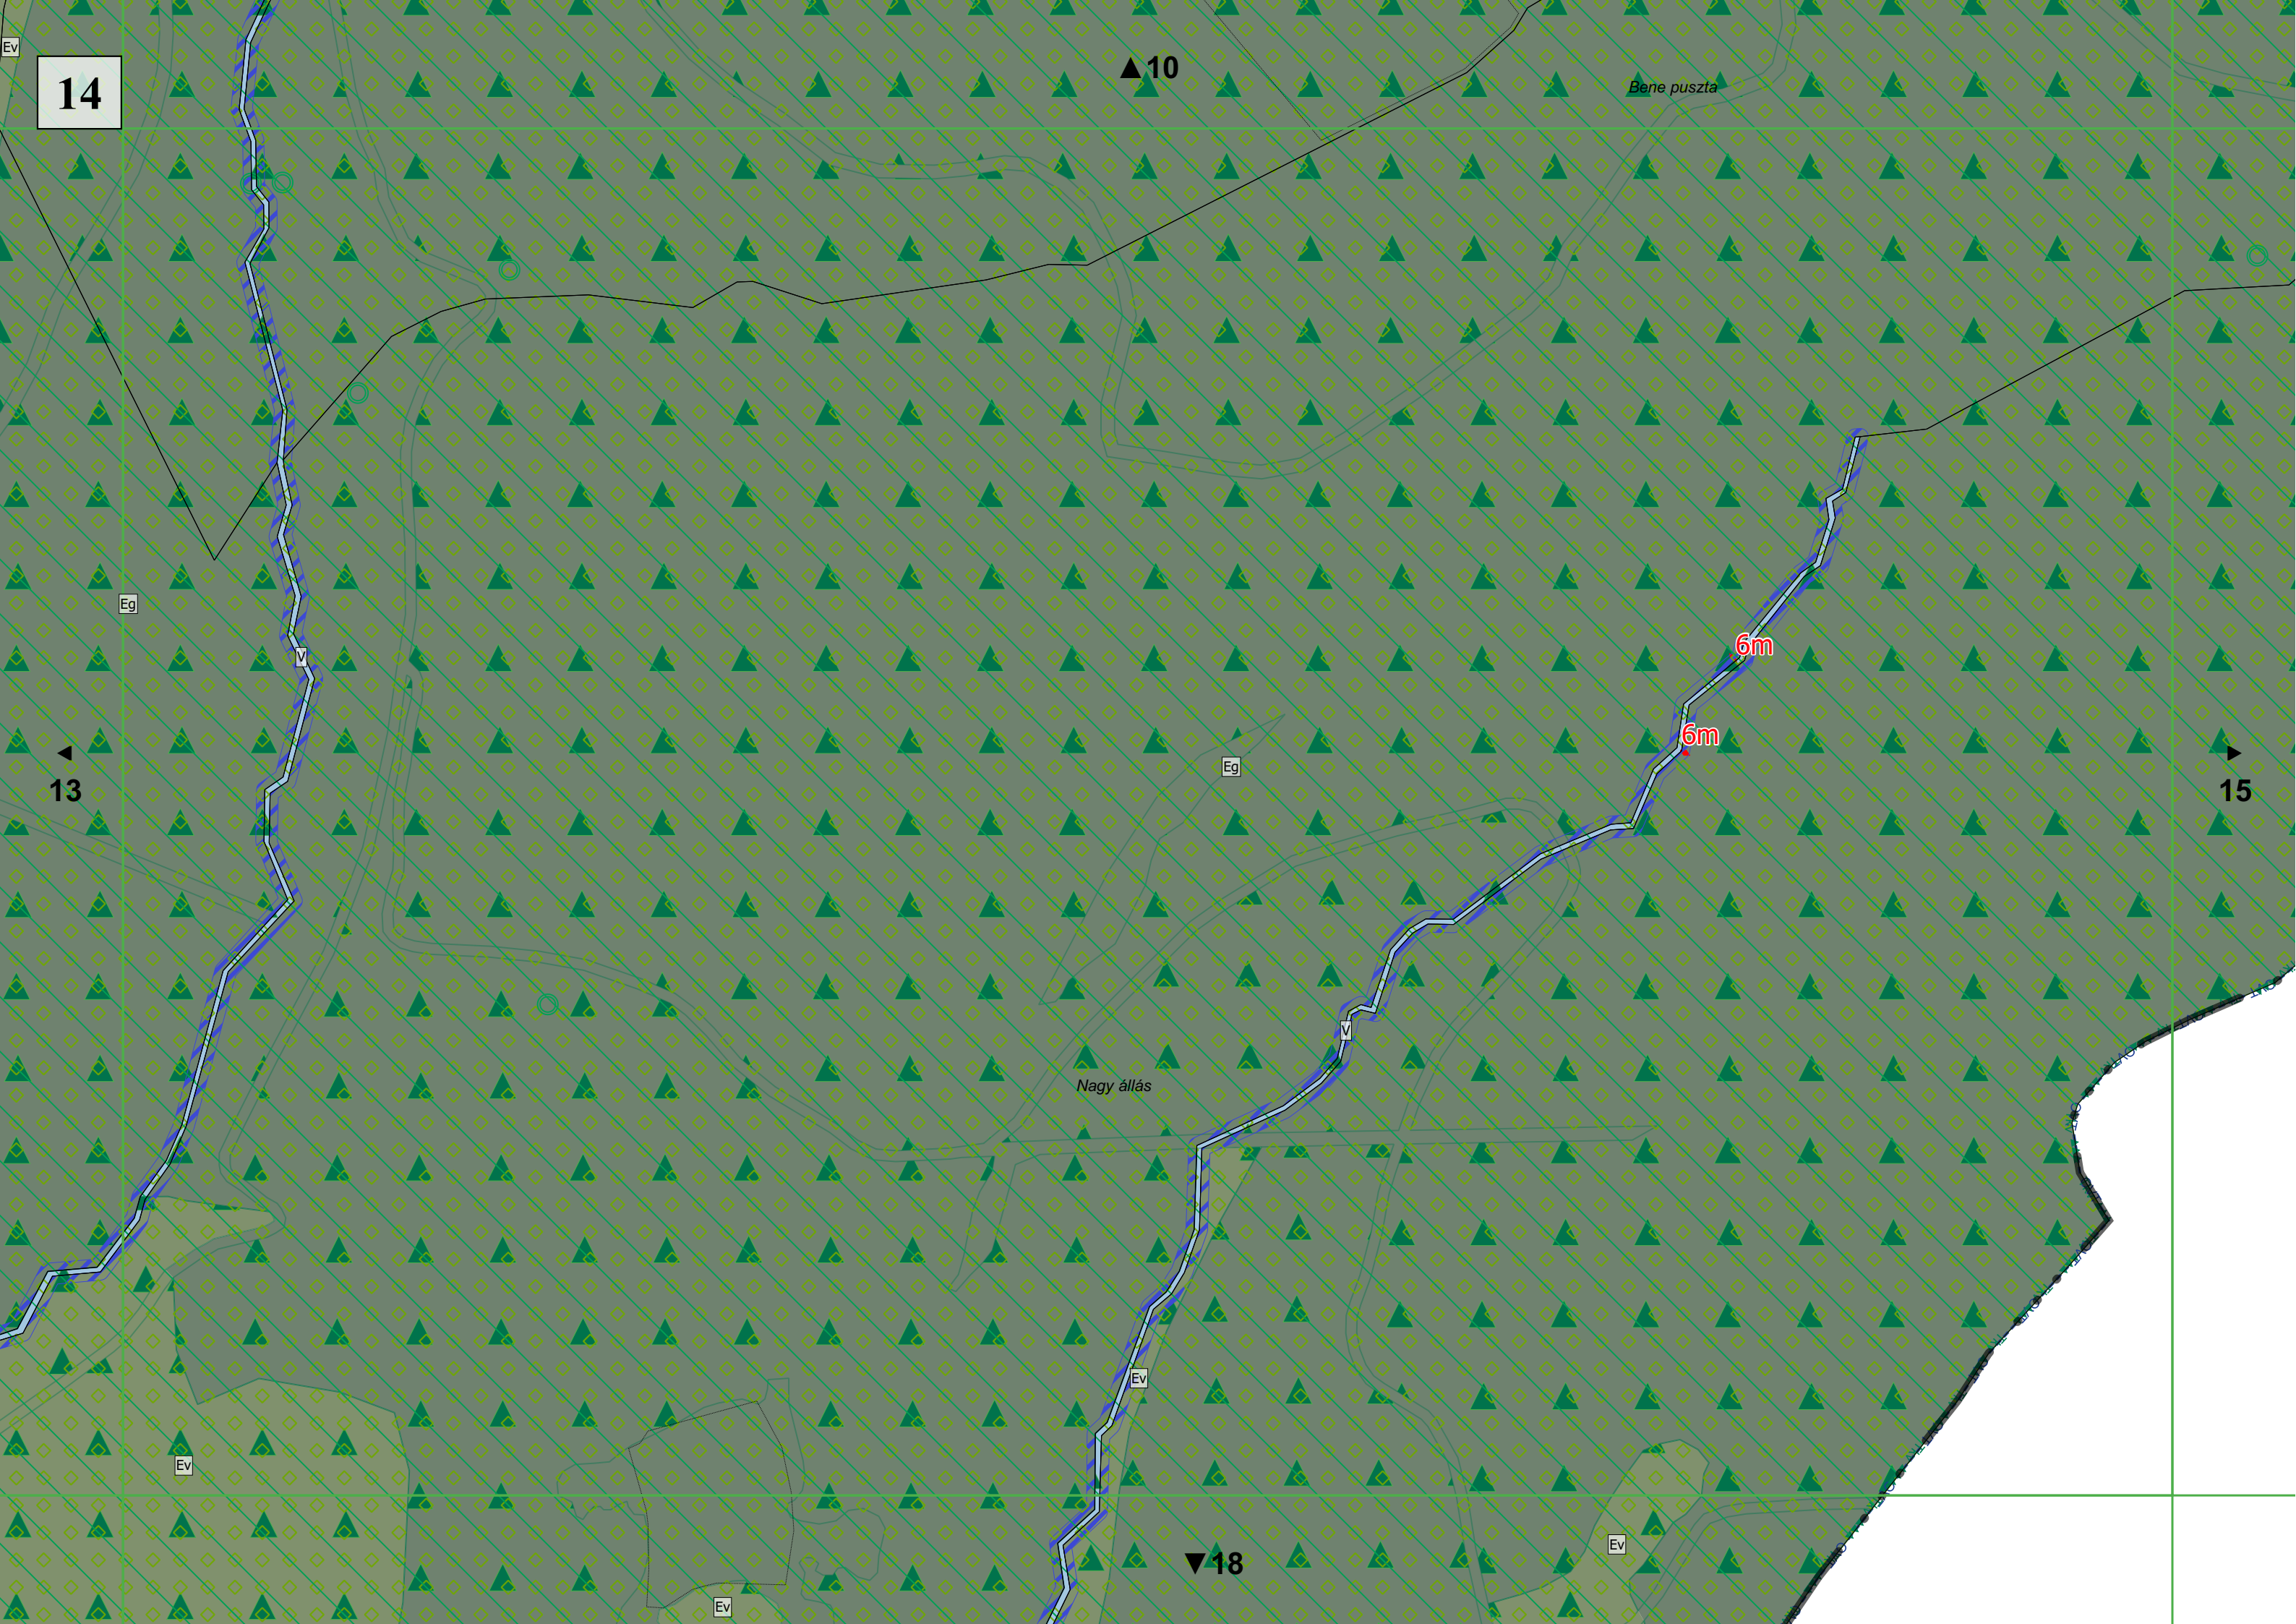 Ev
14
▲10
Bene puszta
Eg
V
6m
6m
◄
13
Eg
►
15
V
Nagy állás
Ev
Ev
Ev
▼18
Ev